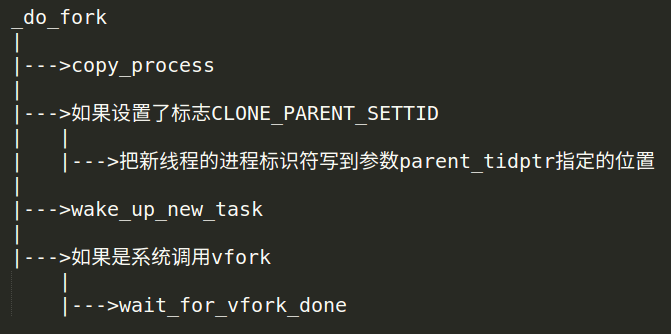 _do_fork
|
|--->copy_process
|
|--->如果设置了标志CLONE_PARENT_SETTID
|   |
|   |--->把新线程的进程标识符写到参数parent_tidptr指定的位置
|
|--->wake_up_new_task
|
|--->如果是系统调用vfork
    |
    |--->wait_for_vfork_done